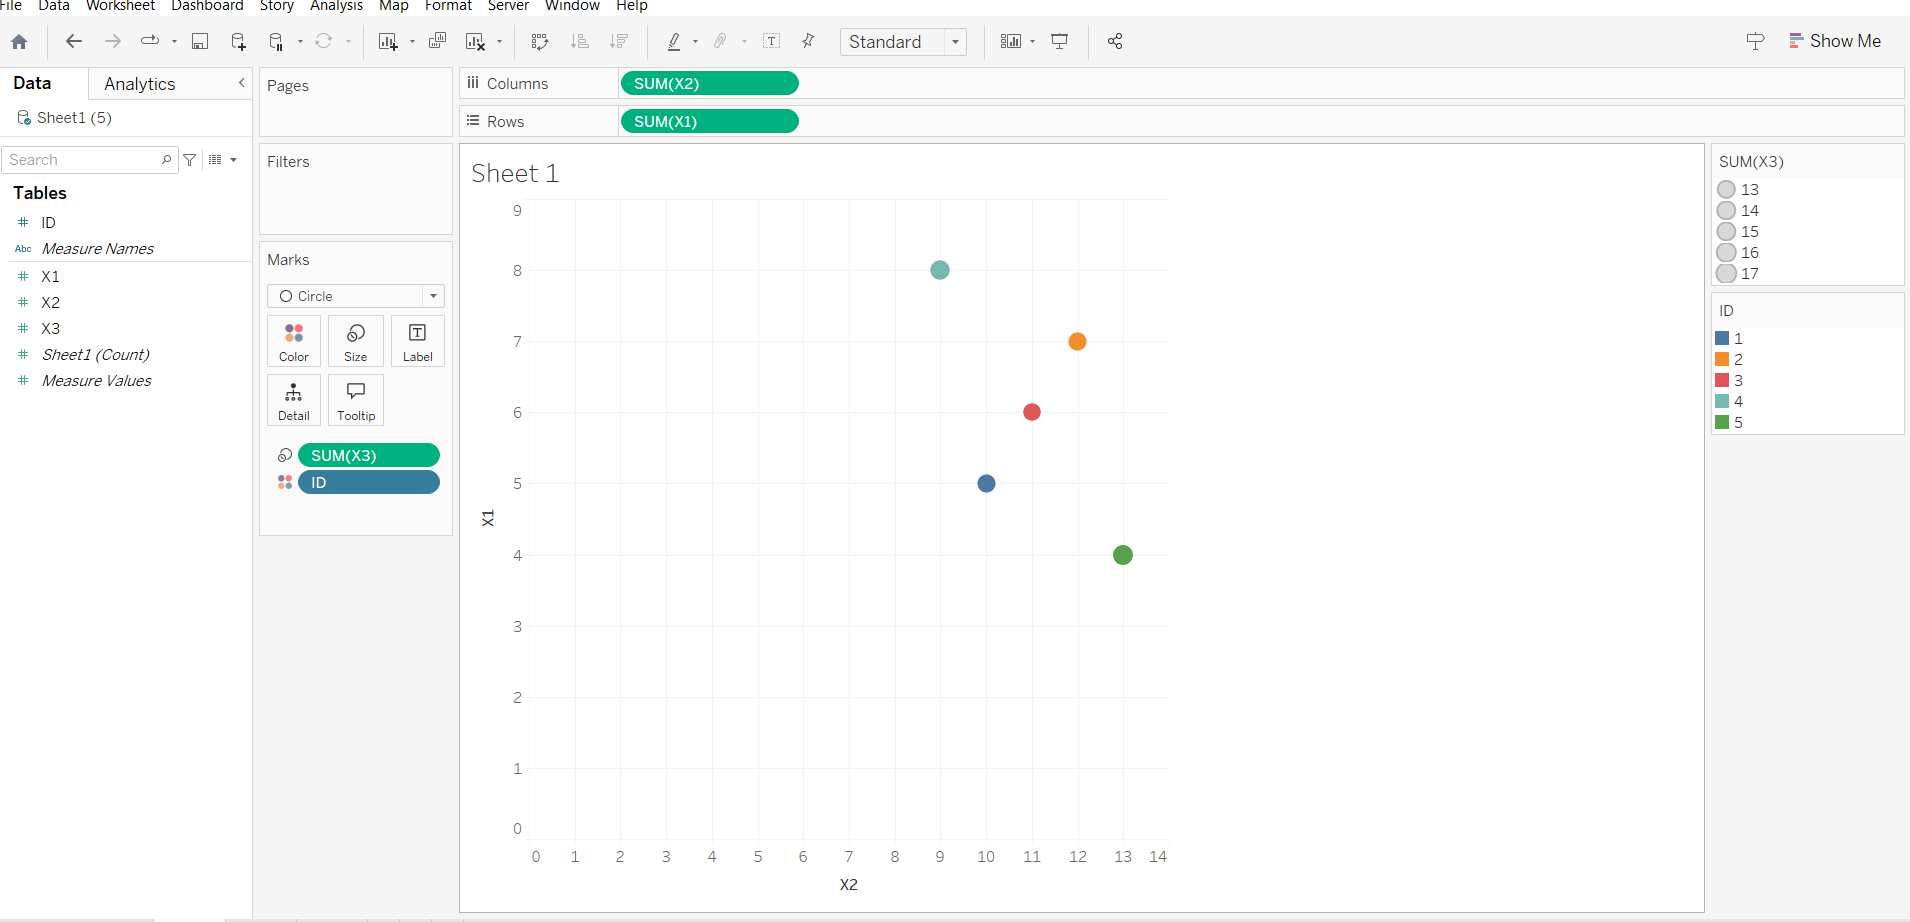 File Data Worksheet Dashboard Story Analysis Map Format Server Window Help
Standard
Show Me
Data Analytics
Sheet1 (5)
Search
Tables
ID
Abc Measure Names
X1
X2
X3
Sheet1 (Count)
Measure Values
Pages
Filters
Marks
Circle
Color Size Label
Detail Tooltip
SUM(X3)
ID
Columns SUM(X2)
Rows SUM(X1)
Sheet 1
9
8
7
6
5
4
3
2
1
0
X1
0 1 2 3 4 5 6 7 8 9 10 11 12 13 14
X2
SUM(X3)
13
14
15
16
17
ID
1
2
3
4
5